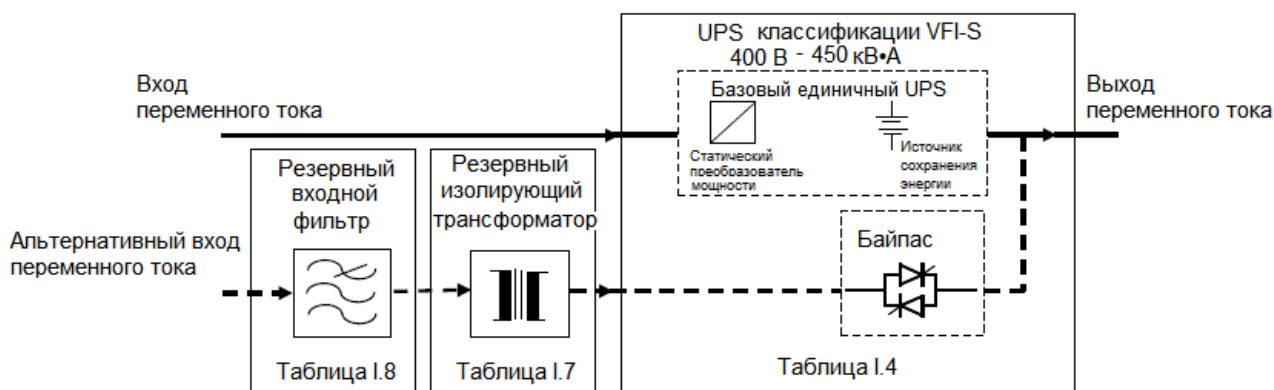 UPS классификации VFI-S
400 В - 450 кВ•А
Базовый единичный UPS
Статический
преобразователь
мощности
Источник
сохранения
энергии
Вход
переменного тока
Выход
переменного тока
Резервный
входной
фильтр
Резервный
изолирующий
трансформатор
Альтернативный вход
переменного тока
Байпас
Таблица I.8
Таблица I.7
Таблица I.4